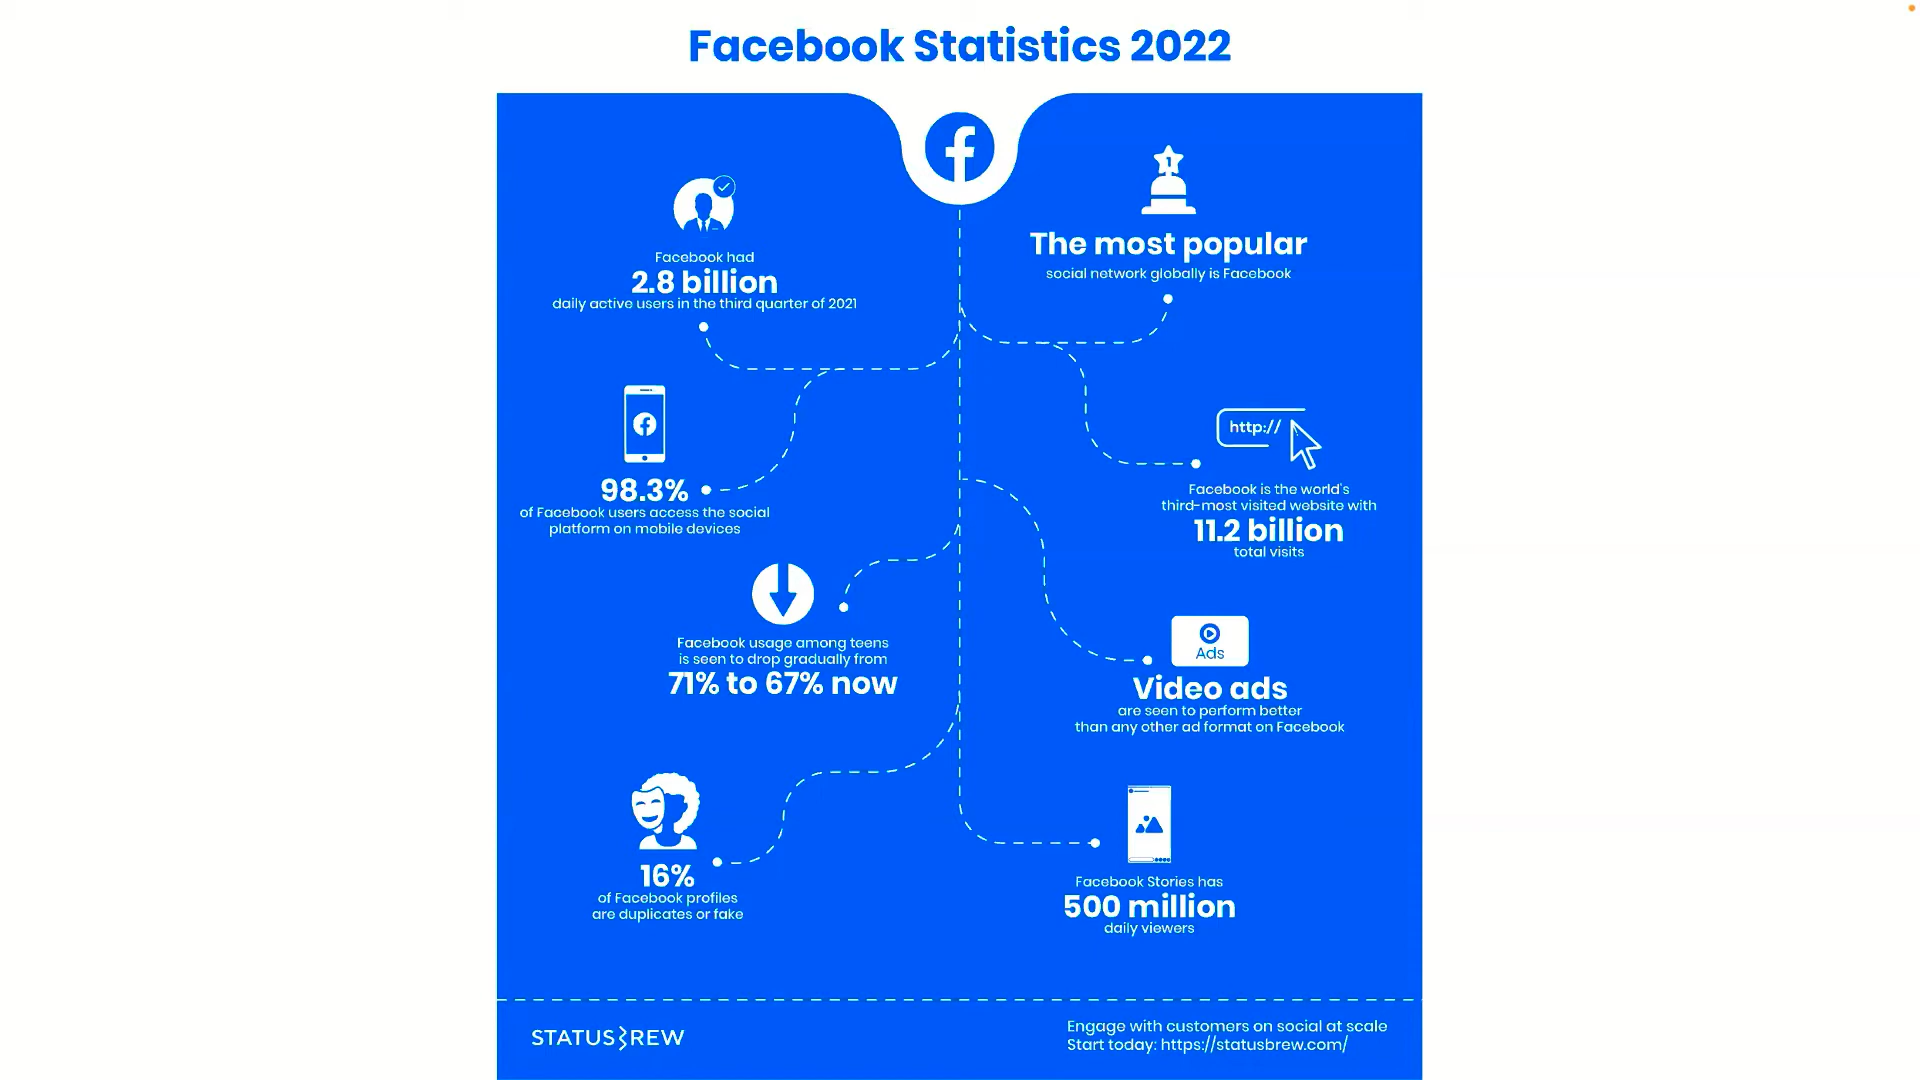 Facebook Statistics 2022
Facebook had
2.8 billion
daily active users in the third quarter of 2021
1
The most popular
social network globally is Facebook
98.3%
of Facebook users access the social
platform on mobile devices
http://
Facebook is the world's
third-most visited website with
11.2 billion
total visits
Facebook usage among teens
is seen to drop gradually from
71% to 67% now
Ads
Video ads
are seen to perform better
than any other ad format on Facebook
16%
of Facebook profiles
are duplicates or fake
Facebook Stories has
500 million
daily viewers
STATUSBREW
Engage with customers on social at scale
Start today: https://statusbrew.com/